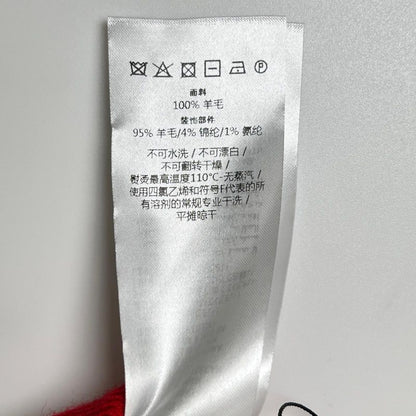 面料
100% 羊毛
装饰部件
95% 羊毛/4% 锦纶/1% 氨纶
不可水洗 / 不可漂白 /
不可翻转干燥 /
熨烫最高温度110°C-无蒸汽 /
使用四氯乙烯和符号F代表的所
有溶剂的常规专业干洗 /
平摊晾干